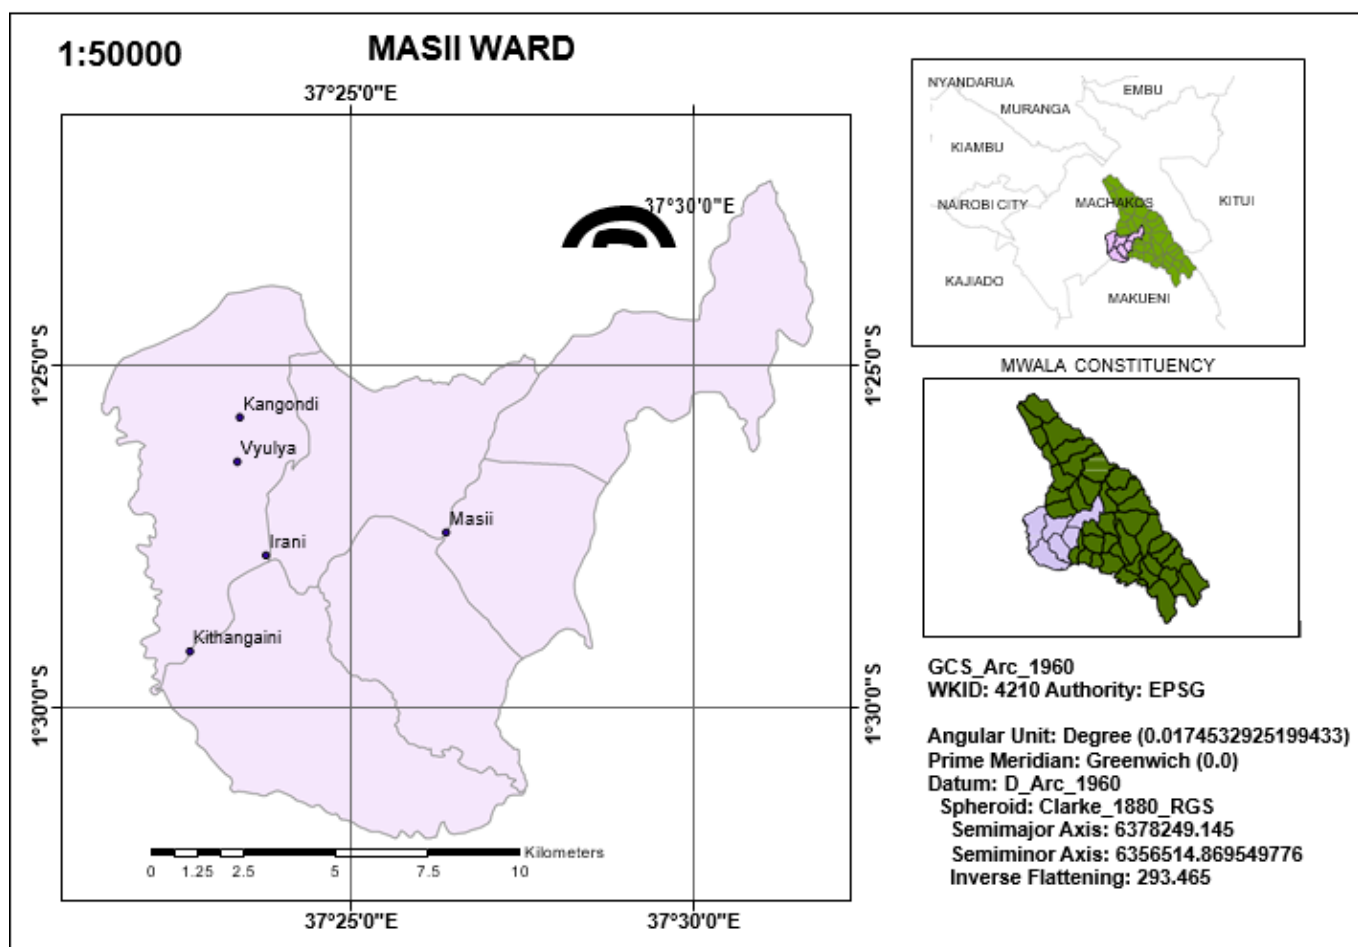 1:50000
MASII WARD
37°25'0"E
37°30'0"E
1°25'0"S
1°25'0"S
Kangondi
Vyulya
Masii
Irani
Kithangaini
1°30'0"S
1°30'0"S
Kilometers
0 1.25 2.5 5 7.5 10
37°25'0"E
37°30'0"E
NYANDARUA
EMBU
MURANGA
KIAMBU
NAIROBI CITY
MACHAKOS
KITUI
KAJIADO
MAKUENI
MWALA CONSTITUENCY
GCS_Arc_1960
WKID: 4210 Authority: EPSG
Angular Unit: Degree (0.0174532925199433)
Prime Meridian: Greenwich (0.0)
Datum: D_Arc_1960
Spheroid: Clarke_1880_RGS
Semimajor Axis: 6378249.145
Semiminor Axis: 6356514.869549776
Inverse Flattening: 293.465